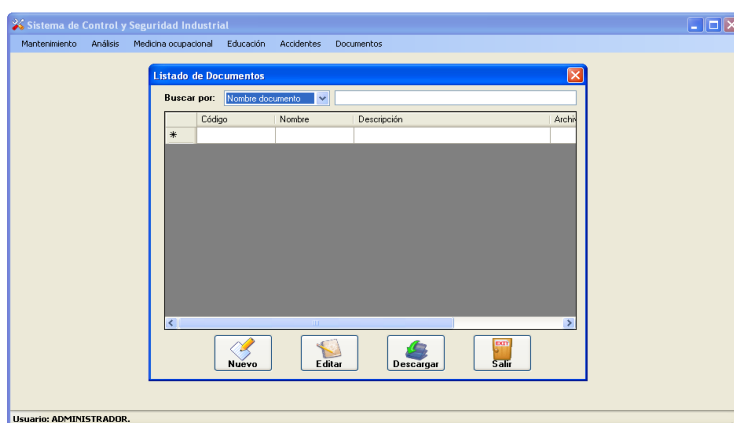 Sistema de Control y Seguridad Industrial
Mantenimiento Análisis Medicina ocupacional Educación Accidentes Documentos
Listado de Documentos
Buscar por: Nombre documento
Código Nombre Descripción Archiv
Nuevo Editar Descargar EXIT Salir
Usuario: ADMINISTRADOR.